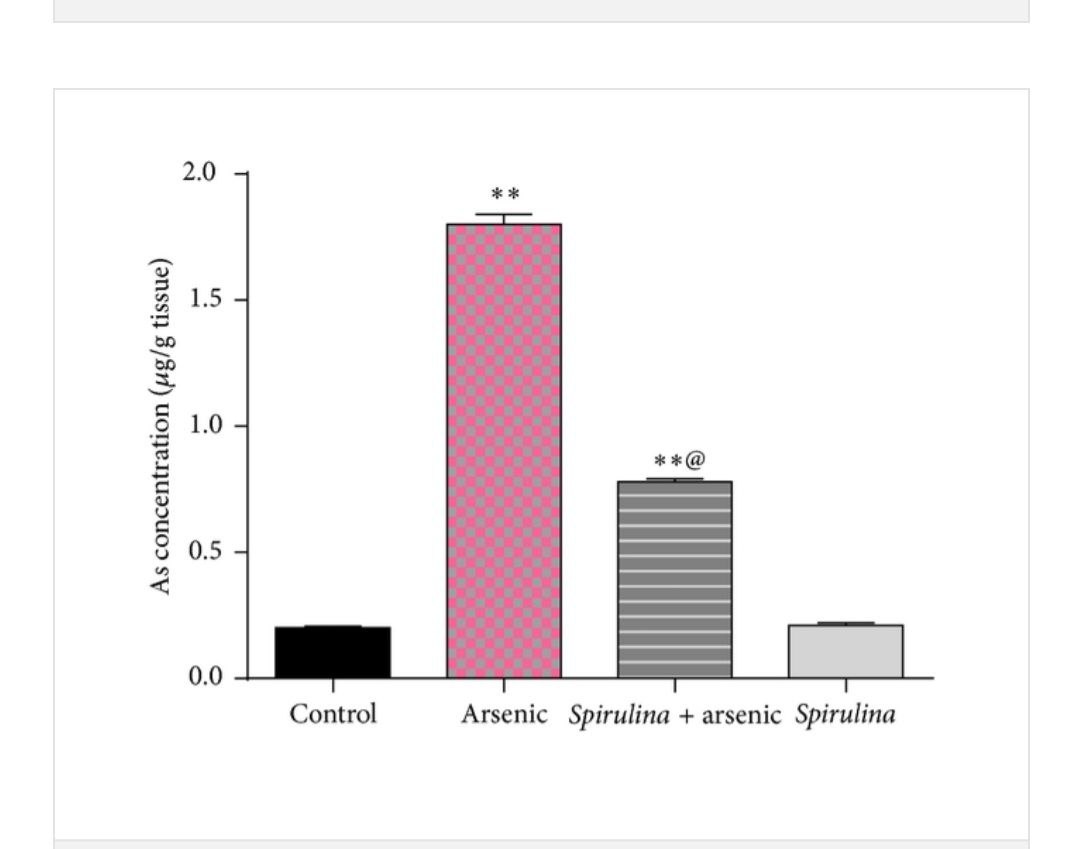 2.0
**
1.5
As concentration (μg/g tissue)
1.0
**@
0.5
0.0
Control
Arsenic
Spirulina + arsenic
Spirulina